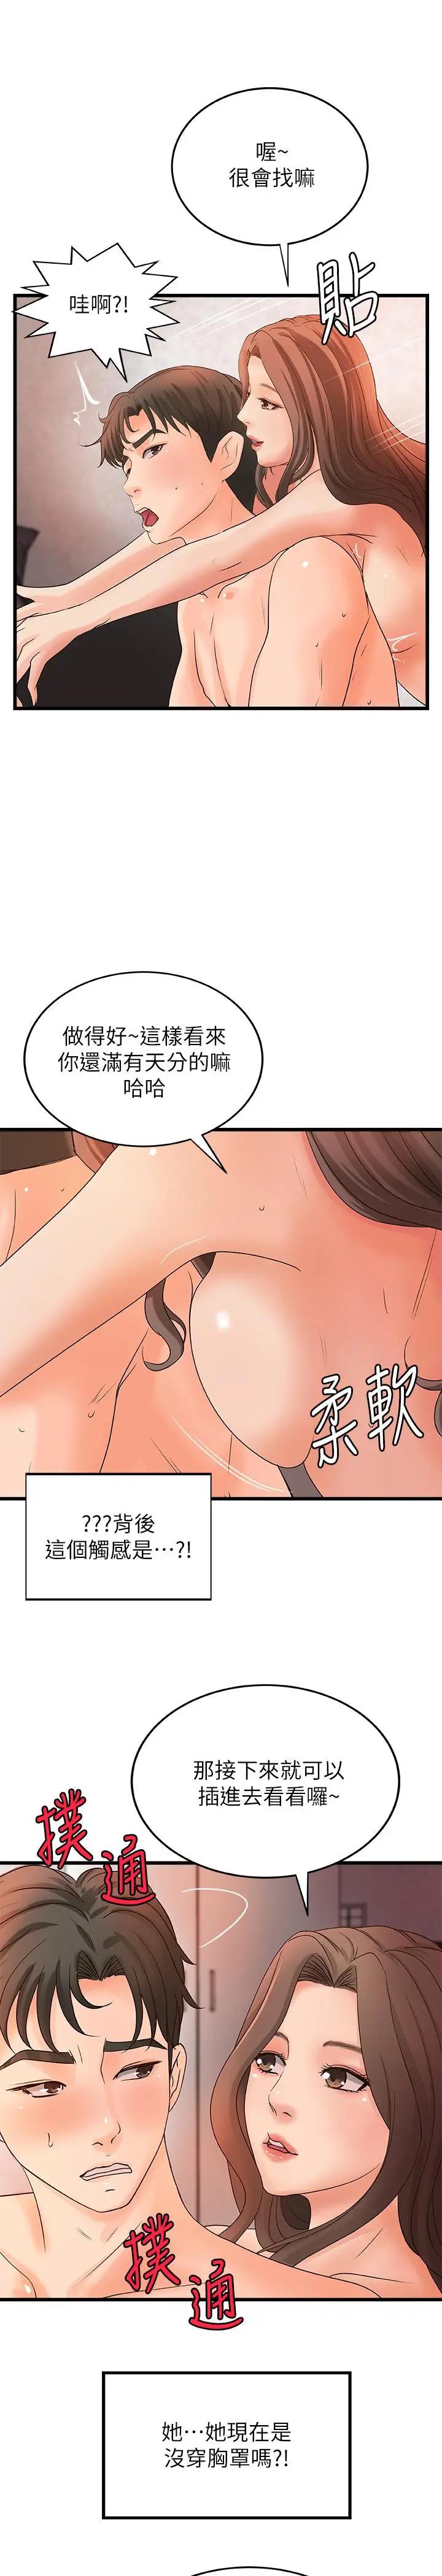 喔~
很會找嘛
貼
哇啊?!
做得好~這樣看來
你還滿有天分的嘛
哈哈
柔軟
???背後
這個觸感是…?!
那接下來就可以
插進去看看囉~
撲通
撲通
她…她現在是
沒穿胸罩嗎?!